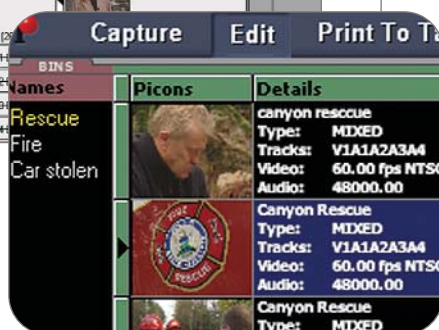 Capture Edit Print To Ta
BINS
Names Picons Details
Rescue
Fire
Car stolen
canyon resccue
Type: MIXED
Tracks: V1A1A2A3A4
Video: 60.00 fps NTSC
Audio: 48000.00
Canyon Rescue
Type: MIXED
Tracks: V1A1A2A3A4
Video: 60.00 fps NTSC
Audio: 48000.00
FIRE
RESCUE
Canyon Rescue
Type: MIXED